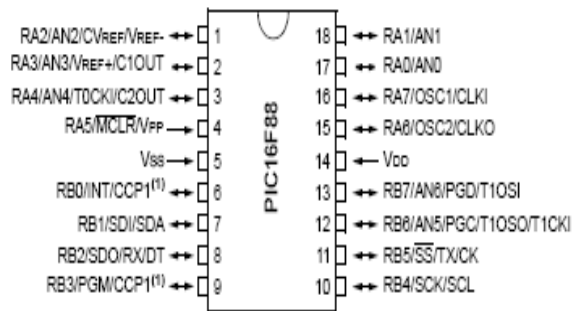 RA2/AN2/CVREF/VREF- 1
RA3/AN3/VREF+/C1OUT 2
RA4/AN4/T0CKI/C2OUT 3
RA5/MCLR/VPP 4
VSS 5
RB0/INT/CCP1(1) 6
RB1/SDI/SDA 7
RB2/SDO/RX/DT 8
RB3/PGM/CCP1(1) 9
PIC16F88
18 RA1/AN1
17 RA0/AN0
16 RA7/OSC1/CLKI
15 RA6/OSC2/CLKO
14 VDD
13 RB7/AN6/PGD/T1OSI
12 RB6/AN5/PGC/T1OSO/T1CKI
11 RB5/SS/TX/CK
10 RB4/SCK/SCL